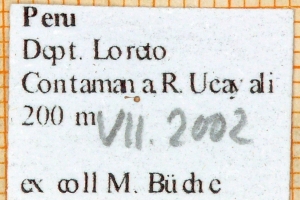 Peru
Dept. Loreto
Contamana R. Ucayali
200 m VII. 2002
ex coll M. Büche